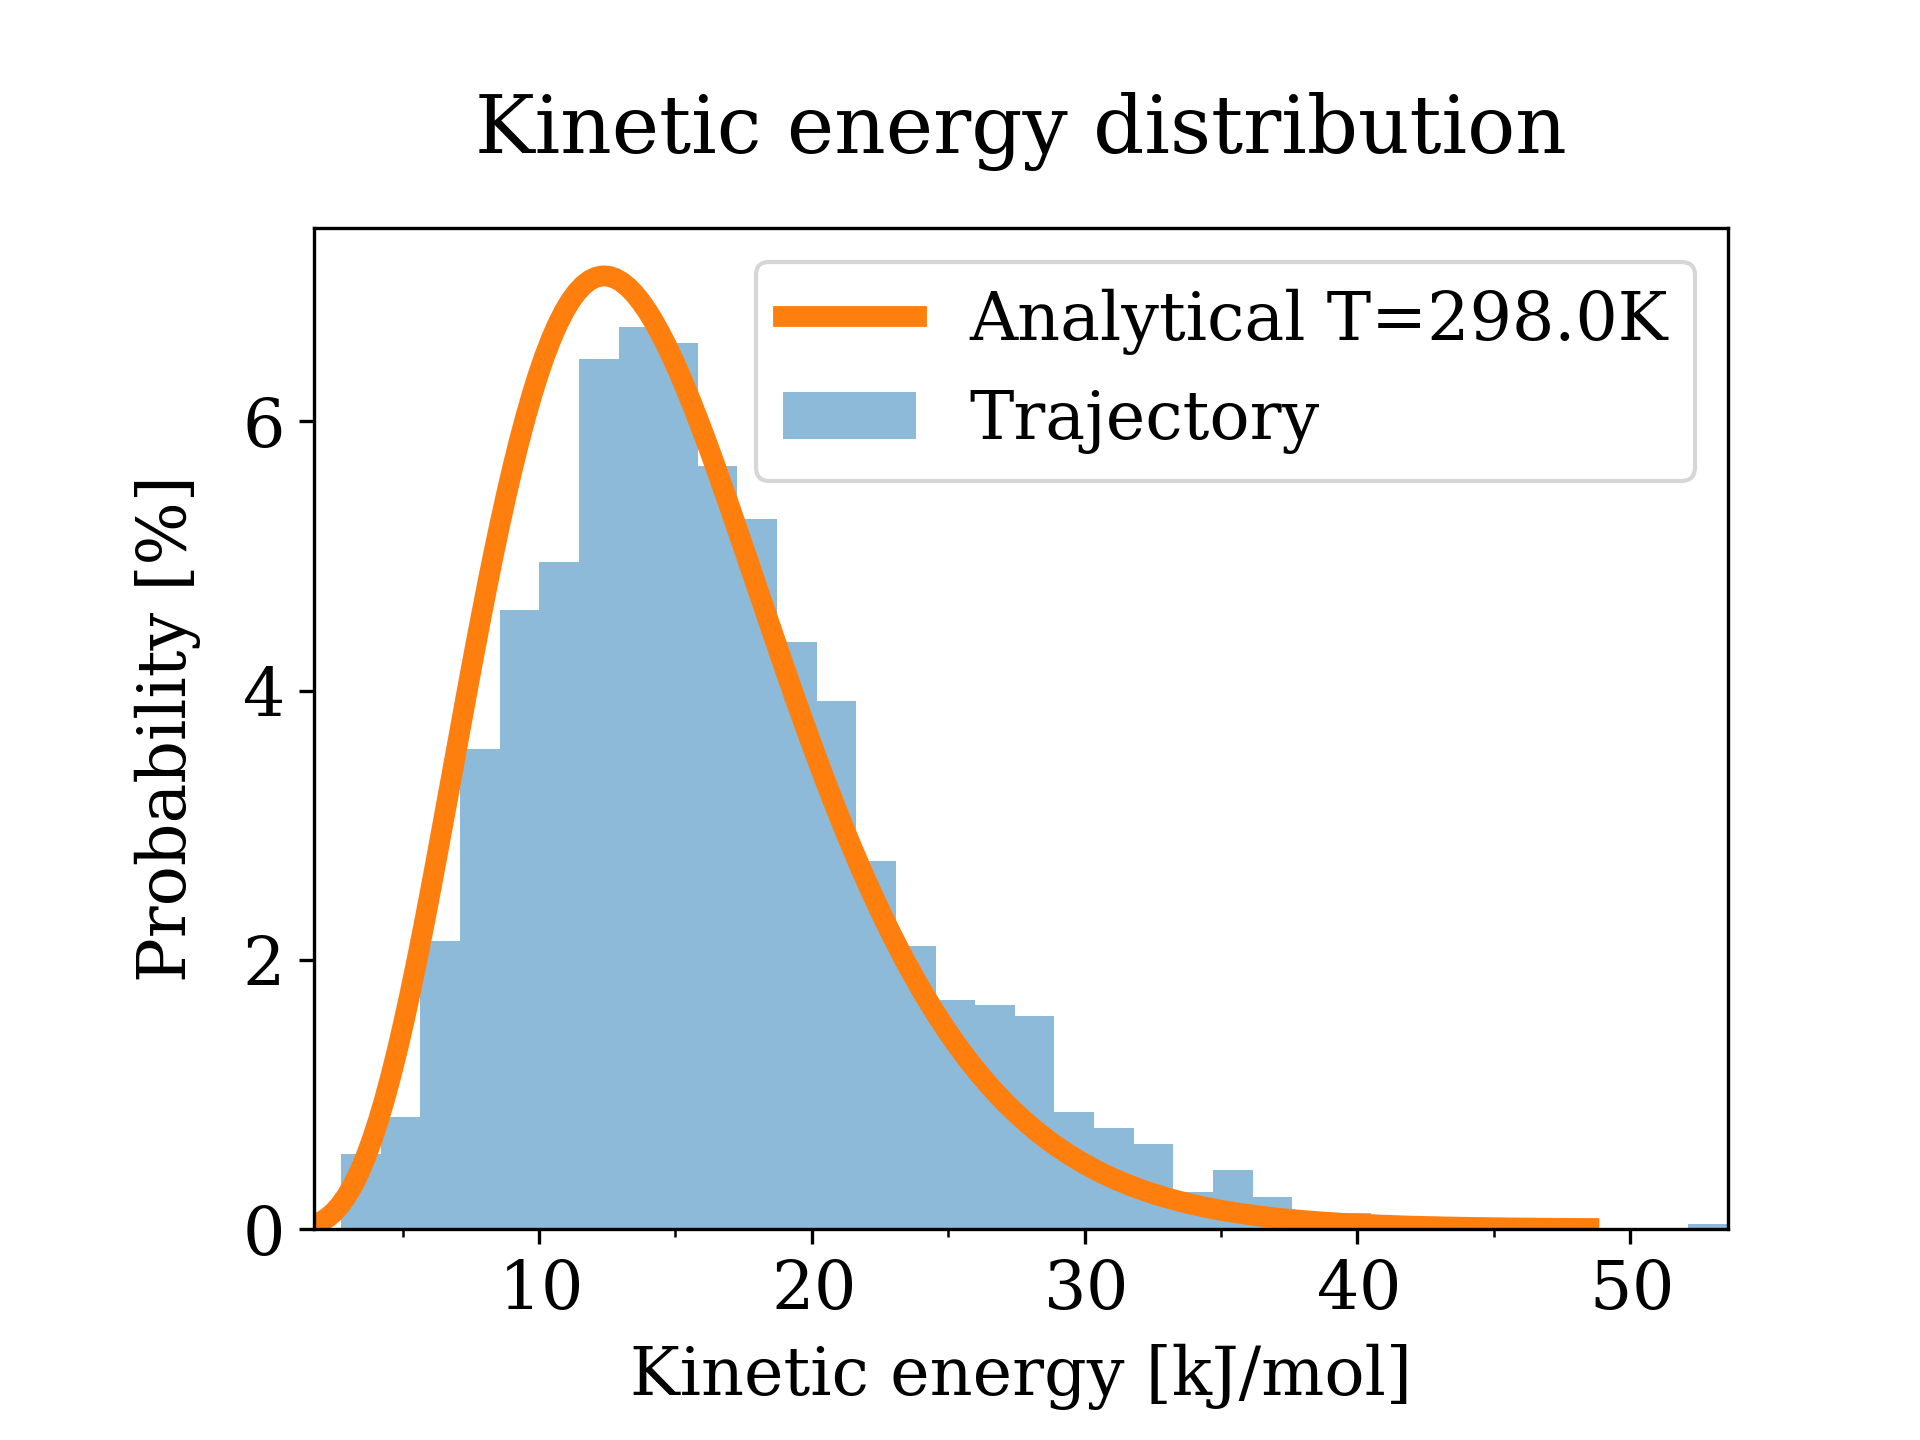 Kinetic energy distribution
Analytical T=298.0K
Trajectory
Probability [%]
6
4
2
0
10 20 30 40 50
Kinetic energy [kJ/mol]